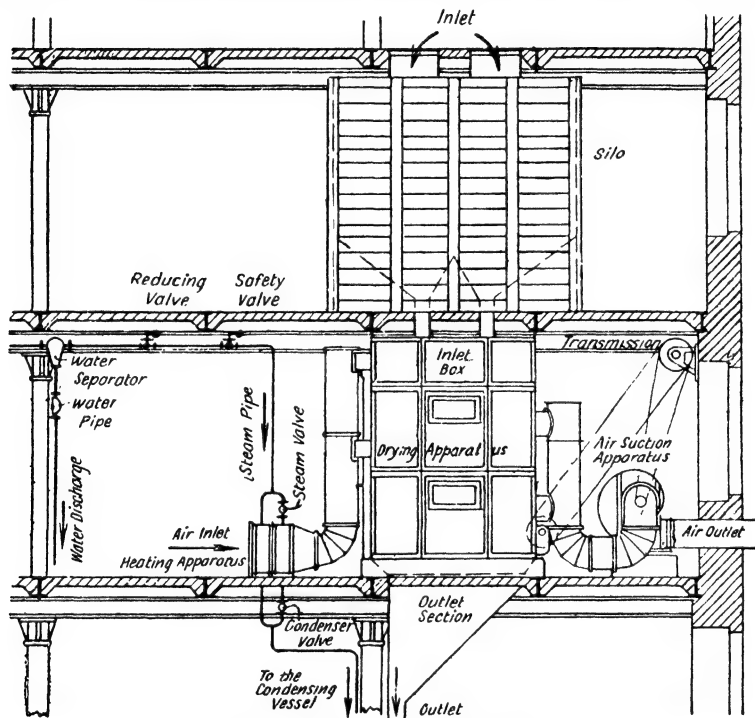 Inlet
Silo
Reducing
Valve
Safety
Valve
Water
Separator
Water
Pipe
Inlet
Box
Transmission
Steam Pipe
Steam Valve
Drying Apparatus
Air Suction
Apparatus
Water Discharge
Air Inlet
Heating Apparatus
Air Outlet
Condenser
Valve
Outlet
Section
To the
Condensing
Vessel
Outlet